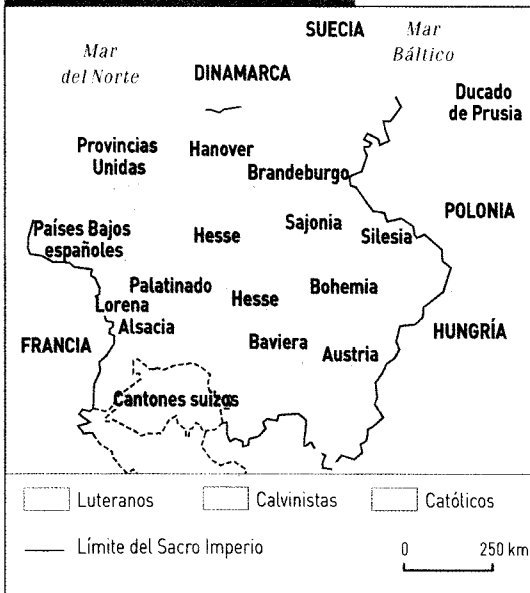 SUECIA
Mar
del Norte
Mar
Báltico
DINAMARCA
Ducado
de Prusia
Provincias
Unidas
Hanover
Brandeburgo
Países Bajos
españoles
Hesse
Sajonia
Silesia
POLONIA
Palatinado
Lorena
Hesse
Bohemia
Alsacia
FRANCIA
Baviera
Austria
HUNGRÍA
Cantones suizos
Luteranos
Calvinistas
Católicos
Límite del Sacro Imperio
0 250 km